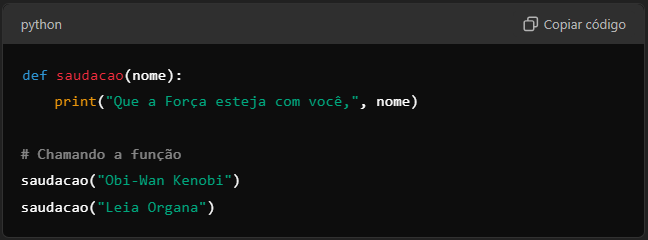 python
Copiar código
def saudacao(nome):
    print("Que a Força esteja com você,", nome)
# Chamando a função
saudacao("Obi-Wan Kenobi")
saudacao("Leia Organa")